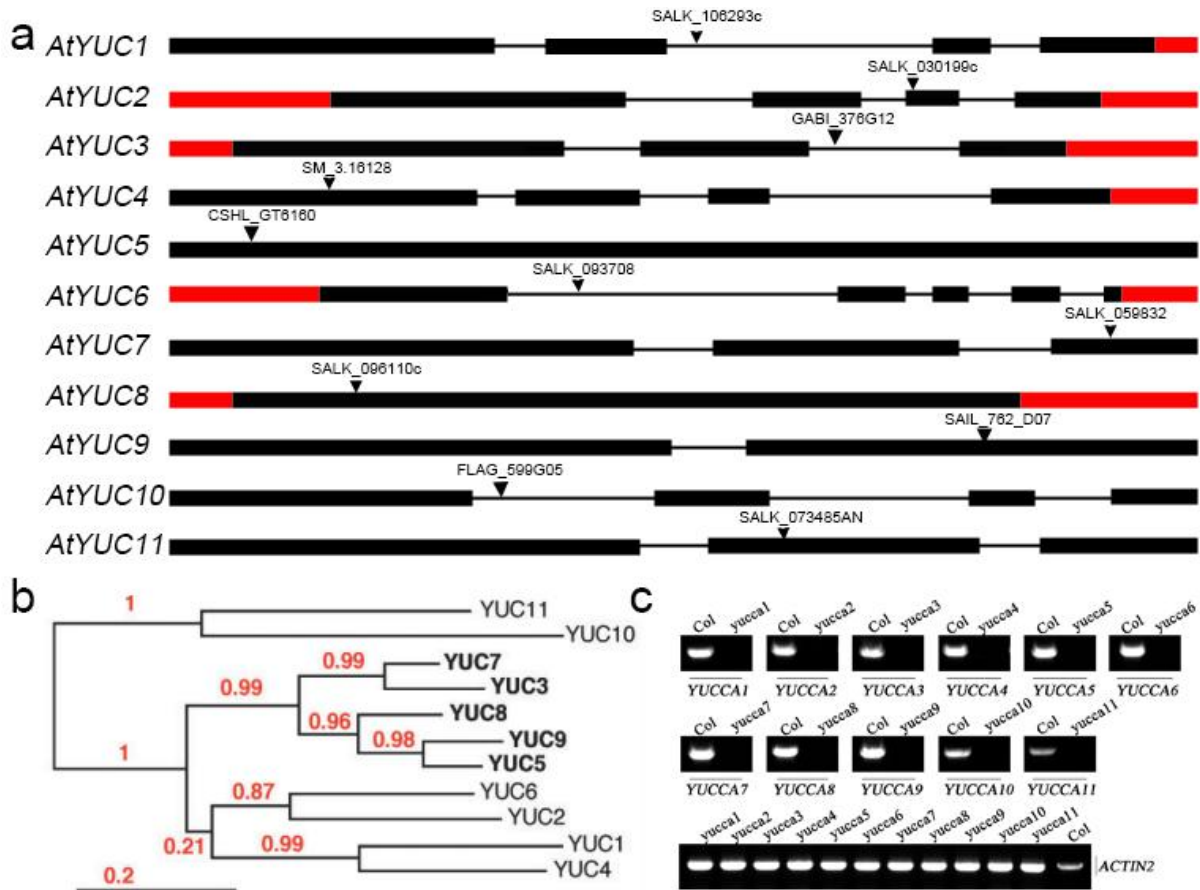 a
SALK_106293c
AtYUC1
SALK_030199c
AtYUC2
GABI_376G12
AtYUC3
SM_3.16128
AtYUC4
CSHL_GT6160
AtYUC5
SALK_093708
AtYUC6
SALK_059832
AtYUC7
SALK_096110c
AtYUC8
SAIL_762_D07
AtYUC9
FLAG_599G05
AtYUC10
SALK_073485AN
AtYUC11
b
1
YUC11
YUC10
0.99
YUC7
YUC3
0.99
YUC8
0.96
0.98
YUC9
YUC5
1
0.87
YUC6
YUC2
0.21
0.99
YUC1
YUC4
0.2
c
Col yucca1 Col yucca2 Col yucca3 Col yucca4 Col yucca5 Col yucca6
YUCCA1 YUCCA2 YUCCA3 YUCCA4 YUCCA5 YUCCA6
Col yucca7 Col yucca8 Col yucca9 Col yucca10 Col yucca11
YUCCA7 YUCCA8 YUCCA9 YUCCA10 YUCCA11
yucca1 yucca2 yucca3 yucca4 yucca5 yucca6 yucca7 yucca8 yucca9 yucca10 yucca11 Col
ACTIN2